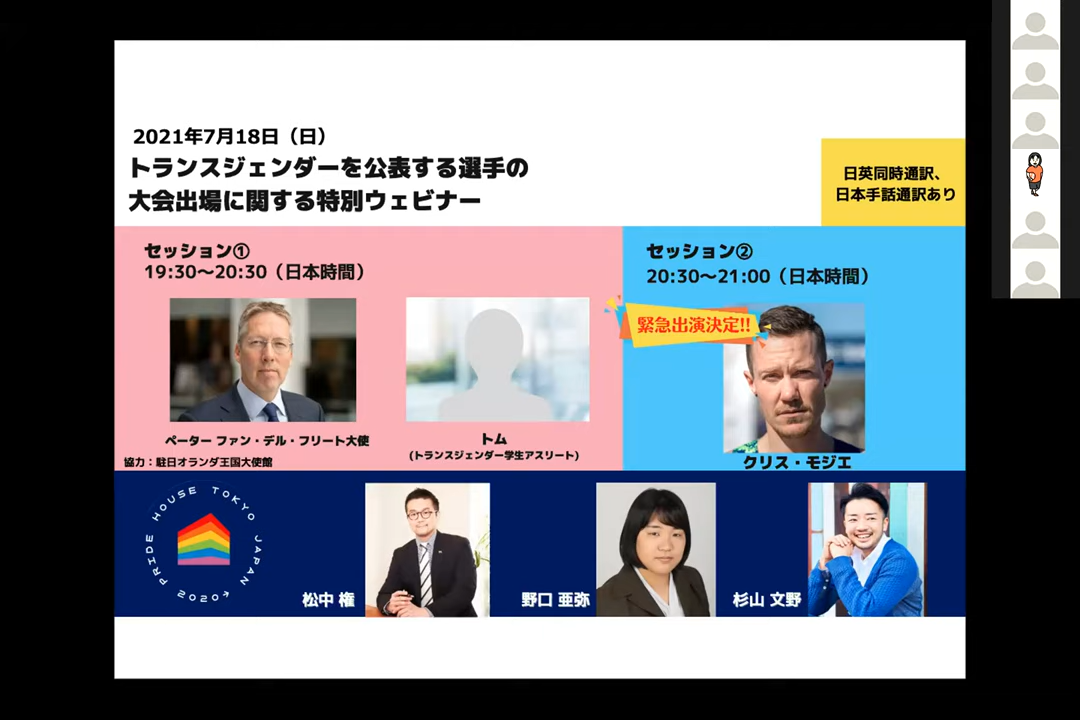 2021年7月18日（日）
トランスジェンダーを公表する選手の
大会出場に関する特別ウェビナー
日英同時通訳、
日本手話通訳あり
セッション①
19:30〜20:30（日本時間）
ペーター ファン・デル・フリート大使
協力：駐日オランダ王国大使館
トム
(トランスジェンダー学生アスリート)
セッション②
20:30〜21:00（日本時間）
緊急出演決定!!
クリス・モジエ
PRIDE HOUSE TOKYO JAPAN 2020
松中 権
野口 亜弥
杉山 文野